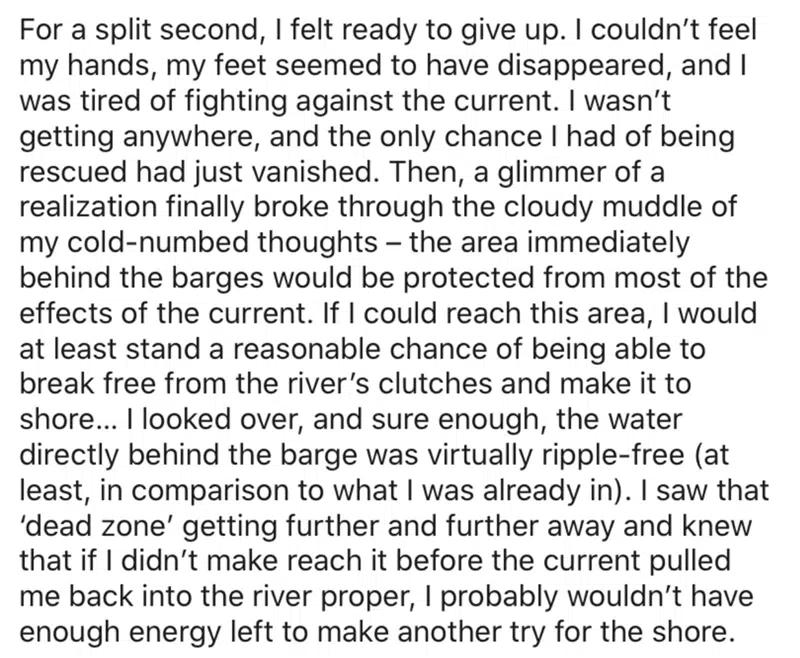 For a split second, I felt ready to give up. I couldn’t feel
my hands, my feet seemed to have disappeared, and I
was tired of fighting against the current. I wasn’t
getting anywhere, and the only chance I had of being
rescued had just vanished. Then, a glimmer of a
realization finally broke through the cloudy muddle of
my cold-numbed thoughts – the area immediately
behind the barges would be protected from most of the
effects of the current. If I could reach this area, I would
at least stand a reasonable chance of being able to
break free from the river’s clutches and make it to
shore... I looked over, and sure enough, the water
directly behind the barge was virtually ripple-free (at
least, in comparison to what I was already in). I saw that
‘dead zone’ getting further and further away and knew
that if I didn’t make reach it before the current pulled
me back into the river proper, I probably wouldn’t have
enough energy left to make another try for the shore.